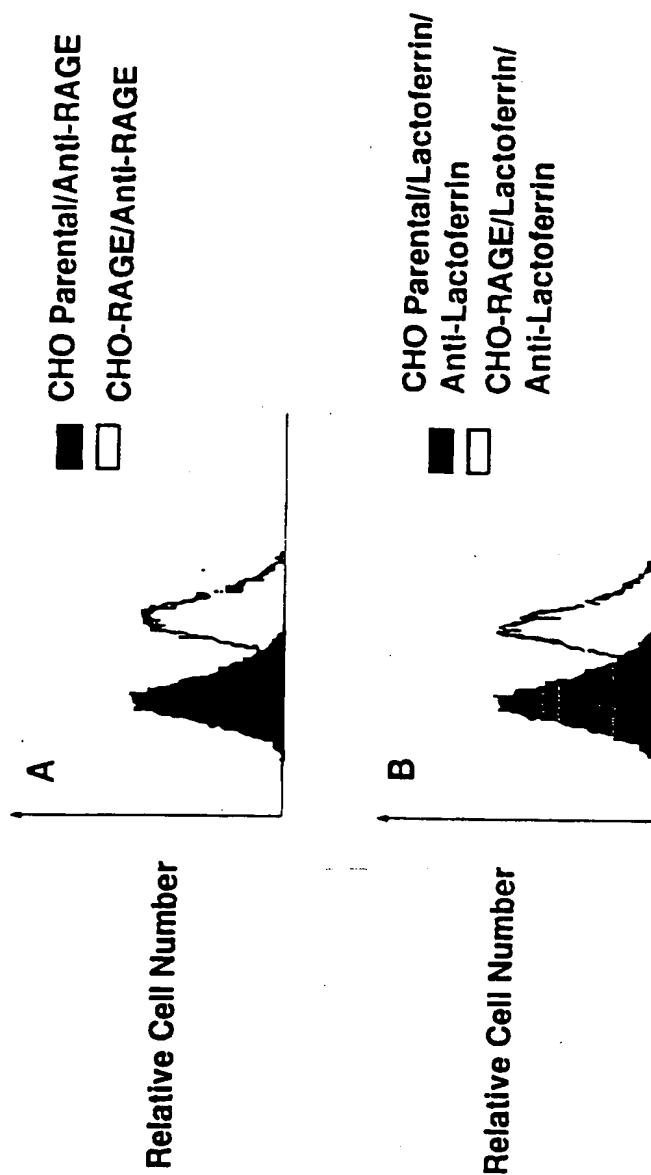 A
CHO Parental/Anti-RAGE
CHO-RAGE/Anti-RAGE
Relative Cell Number
B
CHO Parental/Lactoferrin/
Anti-Lactoferrin
CHO-RAGE/Lactoferrin/
Anti-Lactoferrin
Relative Cell Number